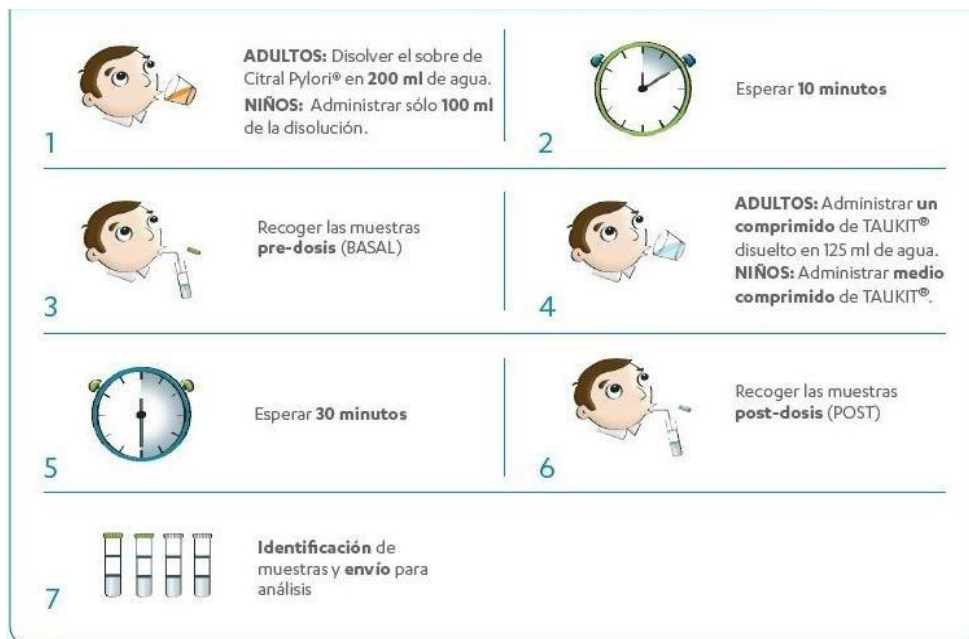 1
ADULTOS: Disolver el sobre de
Citral Pylori® en 200 ml de agua.
NIÑOS: Administrar sólo 100 ml
de la disolución.
2
Esperar 10 minutos
3
Recoger las muestras
pre-dosis (BASAL)
4
ADULTOS: Administrar un
comprimido de TAUKIT®
disuelto en 125 ml de agua.
NIÑOS: Administrar medio
comprimido de TAUKIT®.
5
Esperar 30 minutos
6
Recoger las muestras
post-dosis (POST)
7
Identificación de
muestras y envío para
análisis